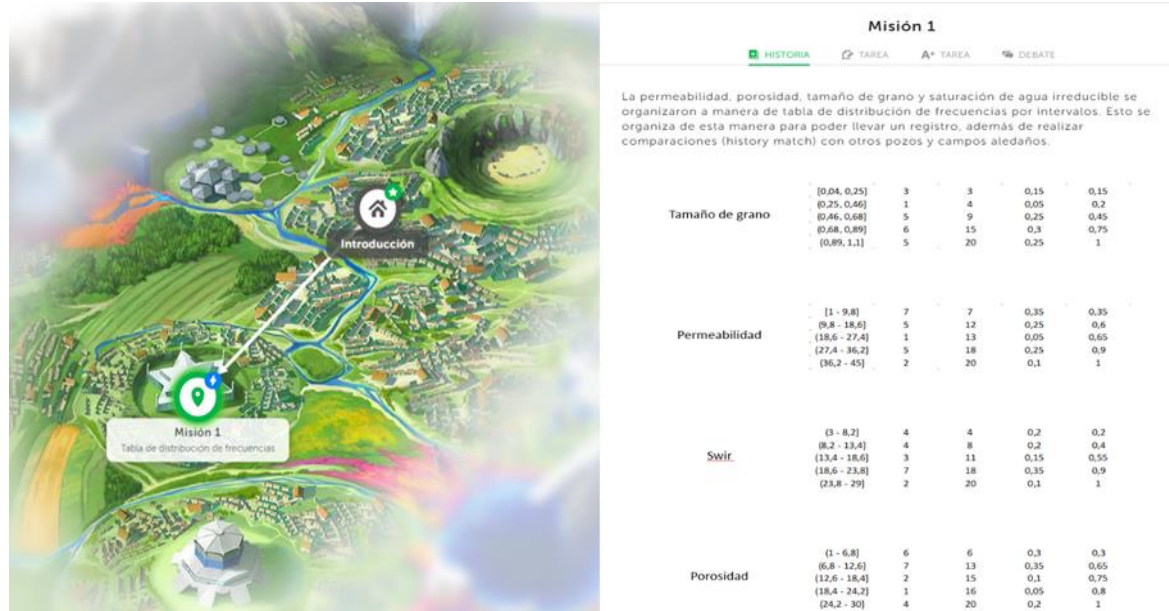 Introducción
Misión 1
Tabla de distribución de frecuencias
Misión 1
HISTORIA TAREA A+ TAREA DEBATE
La permeabilidad, porosidad, tamaño de grano y saturación de agua irreducible se
organizaron a manera de tabla de distribución de frecuencias por intervalos. Esto se
organiza de esta manera para poder llevar un registro, además de realizar
comparaciones (history match) con otros pozos y campos aledaños.
Tamaño de grano
[0,04, 0,25] 3 3 0,15 0,15
(0,25, 0,46] 1 4 0,05 0,2
(0,46, 0,68] 5 9 0,25 0,45
(0,68, 0,89] 6 15 0,3 0,75
(0,89, 1,1] 5 20 0,25 1
Permeabilidad
[1 - 9,8] 7 7 0,35 0,35
(9,8 - 18,6] 5 12 0,25 0,6
(18,6 - 27,4] 1 13 0,05 0,65
(27,4 - 36,2] 5 18 0,25 0,9
(36,2 - 45] 2 20 0,1 1
Swir
(3 - 8,2] 4 4 0,2 0,2
(8,2 - 13,4] 4 8 0,2 0,4
(13,4 - 18,6] 3 11 0,15 0,55
(18,6 - 23,8] 7 18 0,35 0,9
(23,8 - 29] 2 20 0,1 1
Porosidad
(1 - 6,8] 6 6 0,3 0,3
(6,8 - 12,6] 7 13 0,35 0,65
(12,6 - 18,4] 2 15 0,1 0,75
(18,4 - 24,2] 1 16 0,05 0,8
(24,2 - 30] 4 20 0,2 1